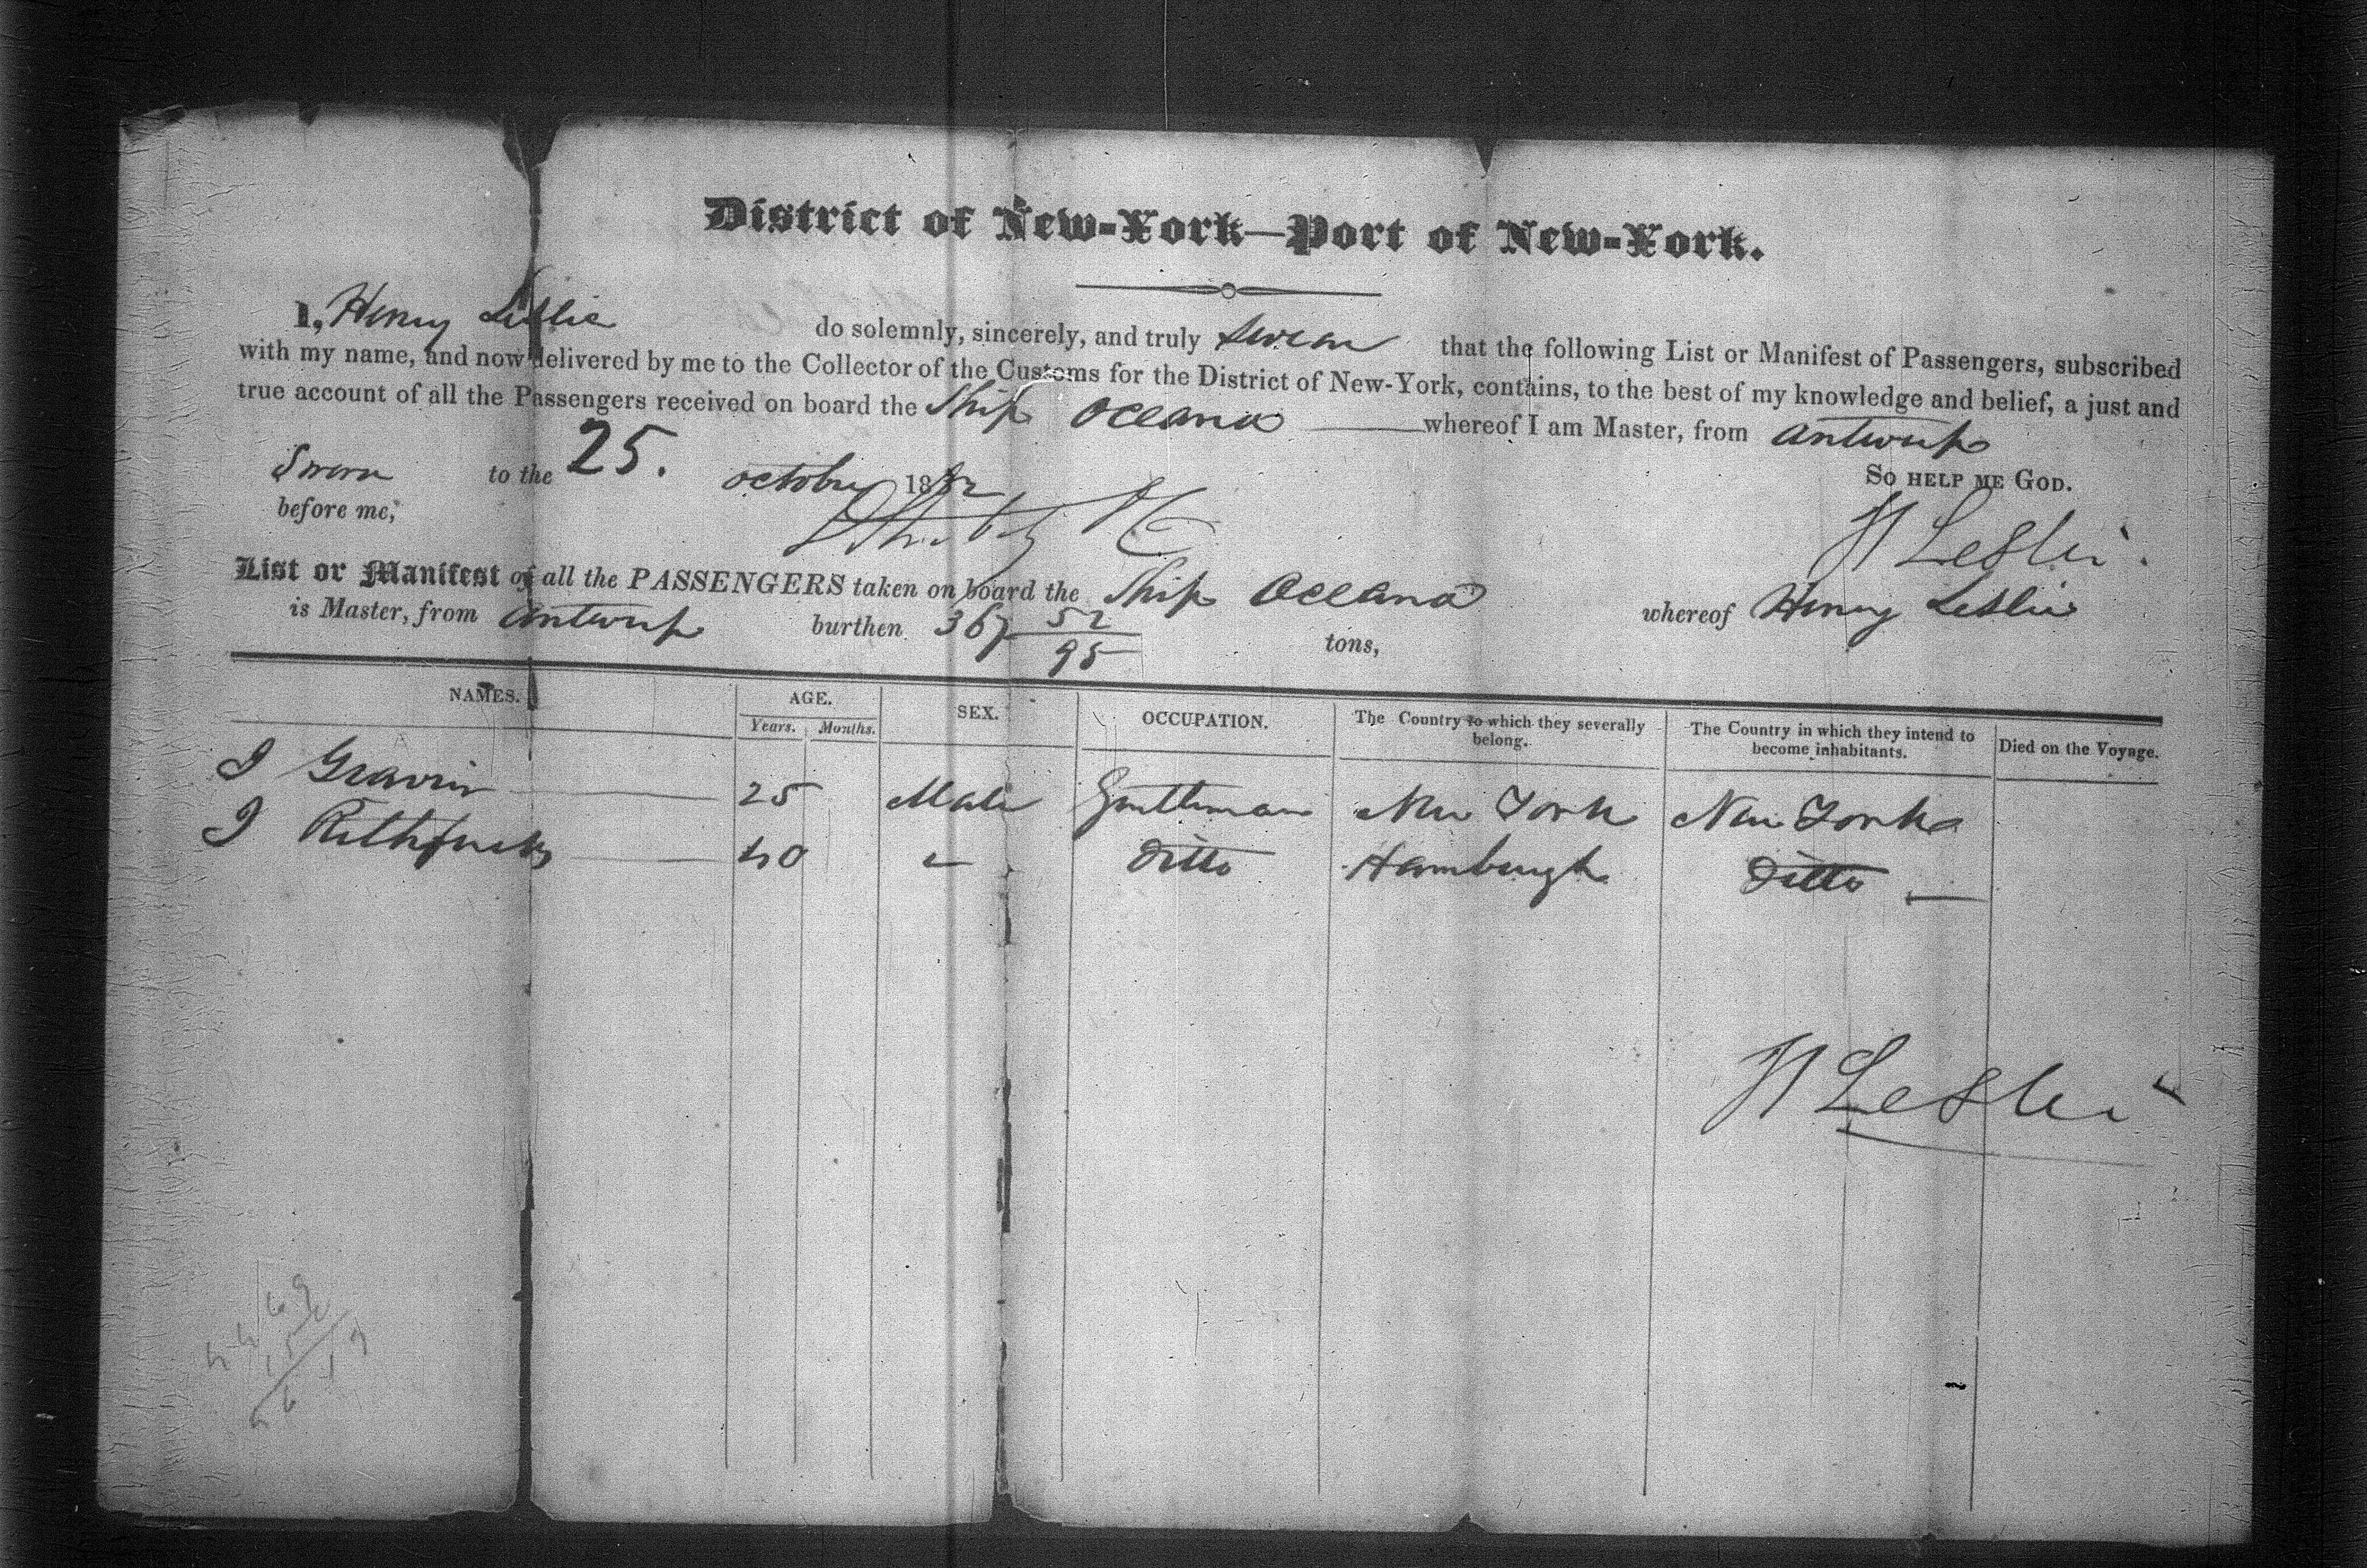 District of New-York—Port of New-York.
I, Henry Leslie do solemnly, sincerely, and truly swear that the following List or Manifest of Passengers, subscribed
with my name, and now delivered by me to the Collector of the Customs for the District of New-York, contains, to the best of my knowledge and belief, a just and
true account of all the Passengers received on board the Ship Oceana whereof I am Master, from Antwerp
Sworn to the 25. October 18
So help me God.
before me,
H Leslie.
List or Manifest of all the PASSENGERS taken on board the Ship Oceana whereof Henry Leslie
is Master, from Antwerp burthen 367 52/95 tons,
NAMES. AGE. SEX. OCCUPATION. The Country to which they severally belong. The Country in which they intend to become inhabitants. Died on the Voyage.
Years. Months.
J 25 Male Gentleman New York New York
J 40 " Ditto Hamburgh Ditto —
H Leslie